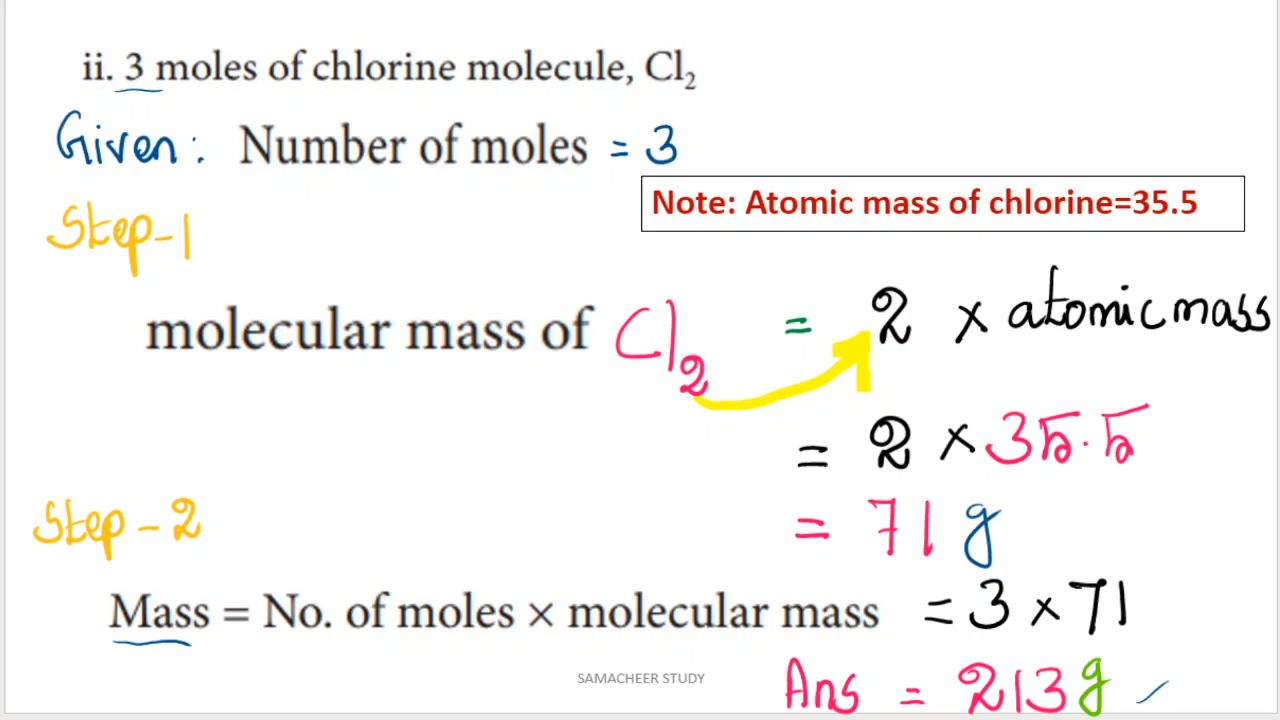 ii. 3 moles of chlorine molecule, Cl₂
Given: Number of moles = 3
Note: Atomic mass of chlorine=35.5
Step-1
molecular mass of Cl₂ = 2 × atomic mass
= 2 × 35.5
= 71 g
Step-2
Mass = No. of moles × molecular mass = 3 × 71
Ans = 213g
SAMACHEER STUDY